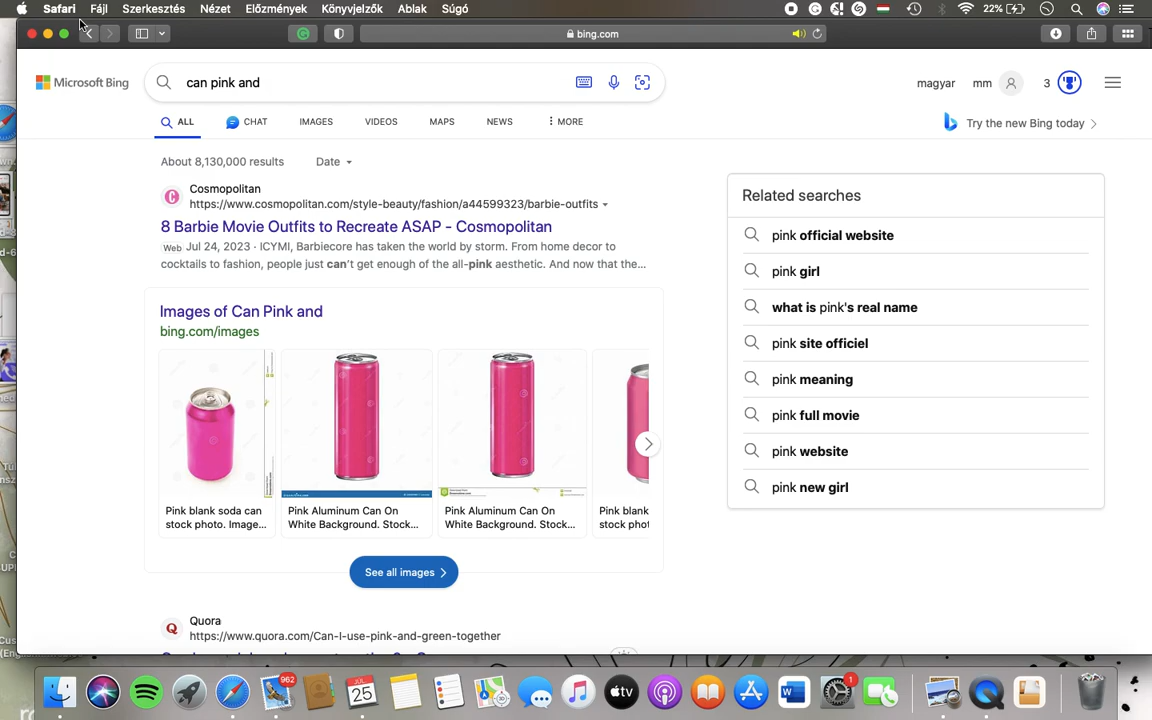 Safari Fájl Szerkesztés Nézet Előzmények Könyvjelzők Ablak Súgó 22%
bing.com
Microsoft Bing can pink and magyar mm 3
ALL CHAT IMAGES VIDEOS MAPS NEWS MORE Try the new Bing today
About 8,130,000 results Date
Cosmopolitan
https://www.cosmopolitan.com/style-beauty/fashion/a44599323/barbie-outfits
8 Barbie Movie Outfits to Recreate ASAP - Cosmopolitan
Web Jul 24, 2023 · ICYMI, Barbiecore has taken the world by storm. From home decor to
cocktails to fashion, people just can't get enough of the all-pink aesthetic. And now that the...
Images of Can Pink and
bing.com/images
Pink blank soda can
stock photo. Image...
Pink Aluminum Can On
White Background. Stock...
Pink Aluminum Can On
White Background. Stock...
Pink blank
stock phot
See all images
Quora
https://www.quora.com/Can-I-use-pink-and-green-together
Related searches
pink official website
pink girl
what is pink's real name
pink site officiel
pink meaning
pink full movie
pink website
pink new girl
962
25
tv
1